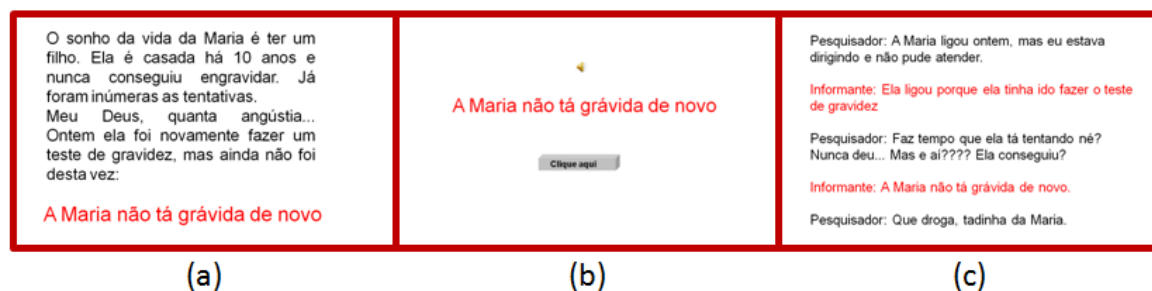 O sonho da vida da Maria é ter um
filho. Ela é casada há 10 anos e
nunca conseguiu engravidar. Já
foram inúmeras as tentativas.
Meu Deus, quanta angústia...
Ontem ela foi novamente fazer um
teste de gravidez, mas ainda não foi
desta vez:
A Maria não tá grávida de novo
(a)
A Maria não tá grávida de novo
Clique aqui
(b)
Pesquisador: A Maria ligou ontem, mas eu estava
dirigindo e não pude atender.
Informante: Ela ligou porque ela tinha ido fazer o teste
de gravidez
Pesquisador: Faz tempo que ela tá tentando né?
Nunca deu... Mas e aí???? Ela conseguiu?
Informante: A Maria não tá grávida de novo.
Pesquisador: Que droga, tadinha da Maria.
(c)